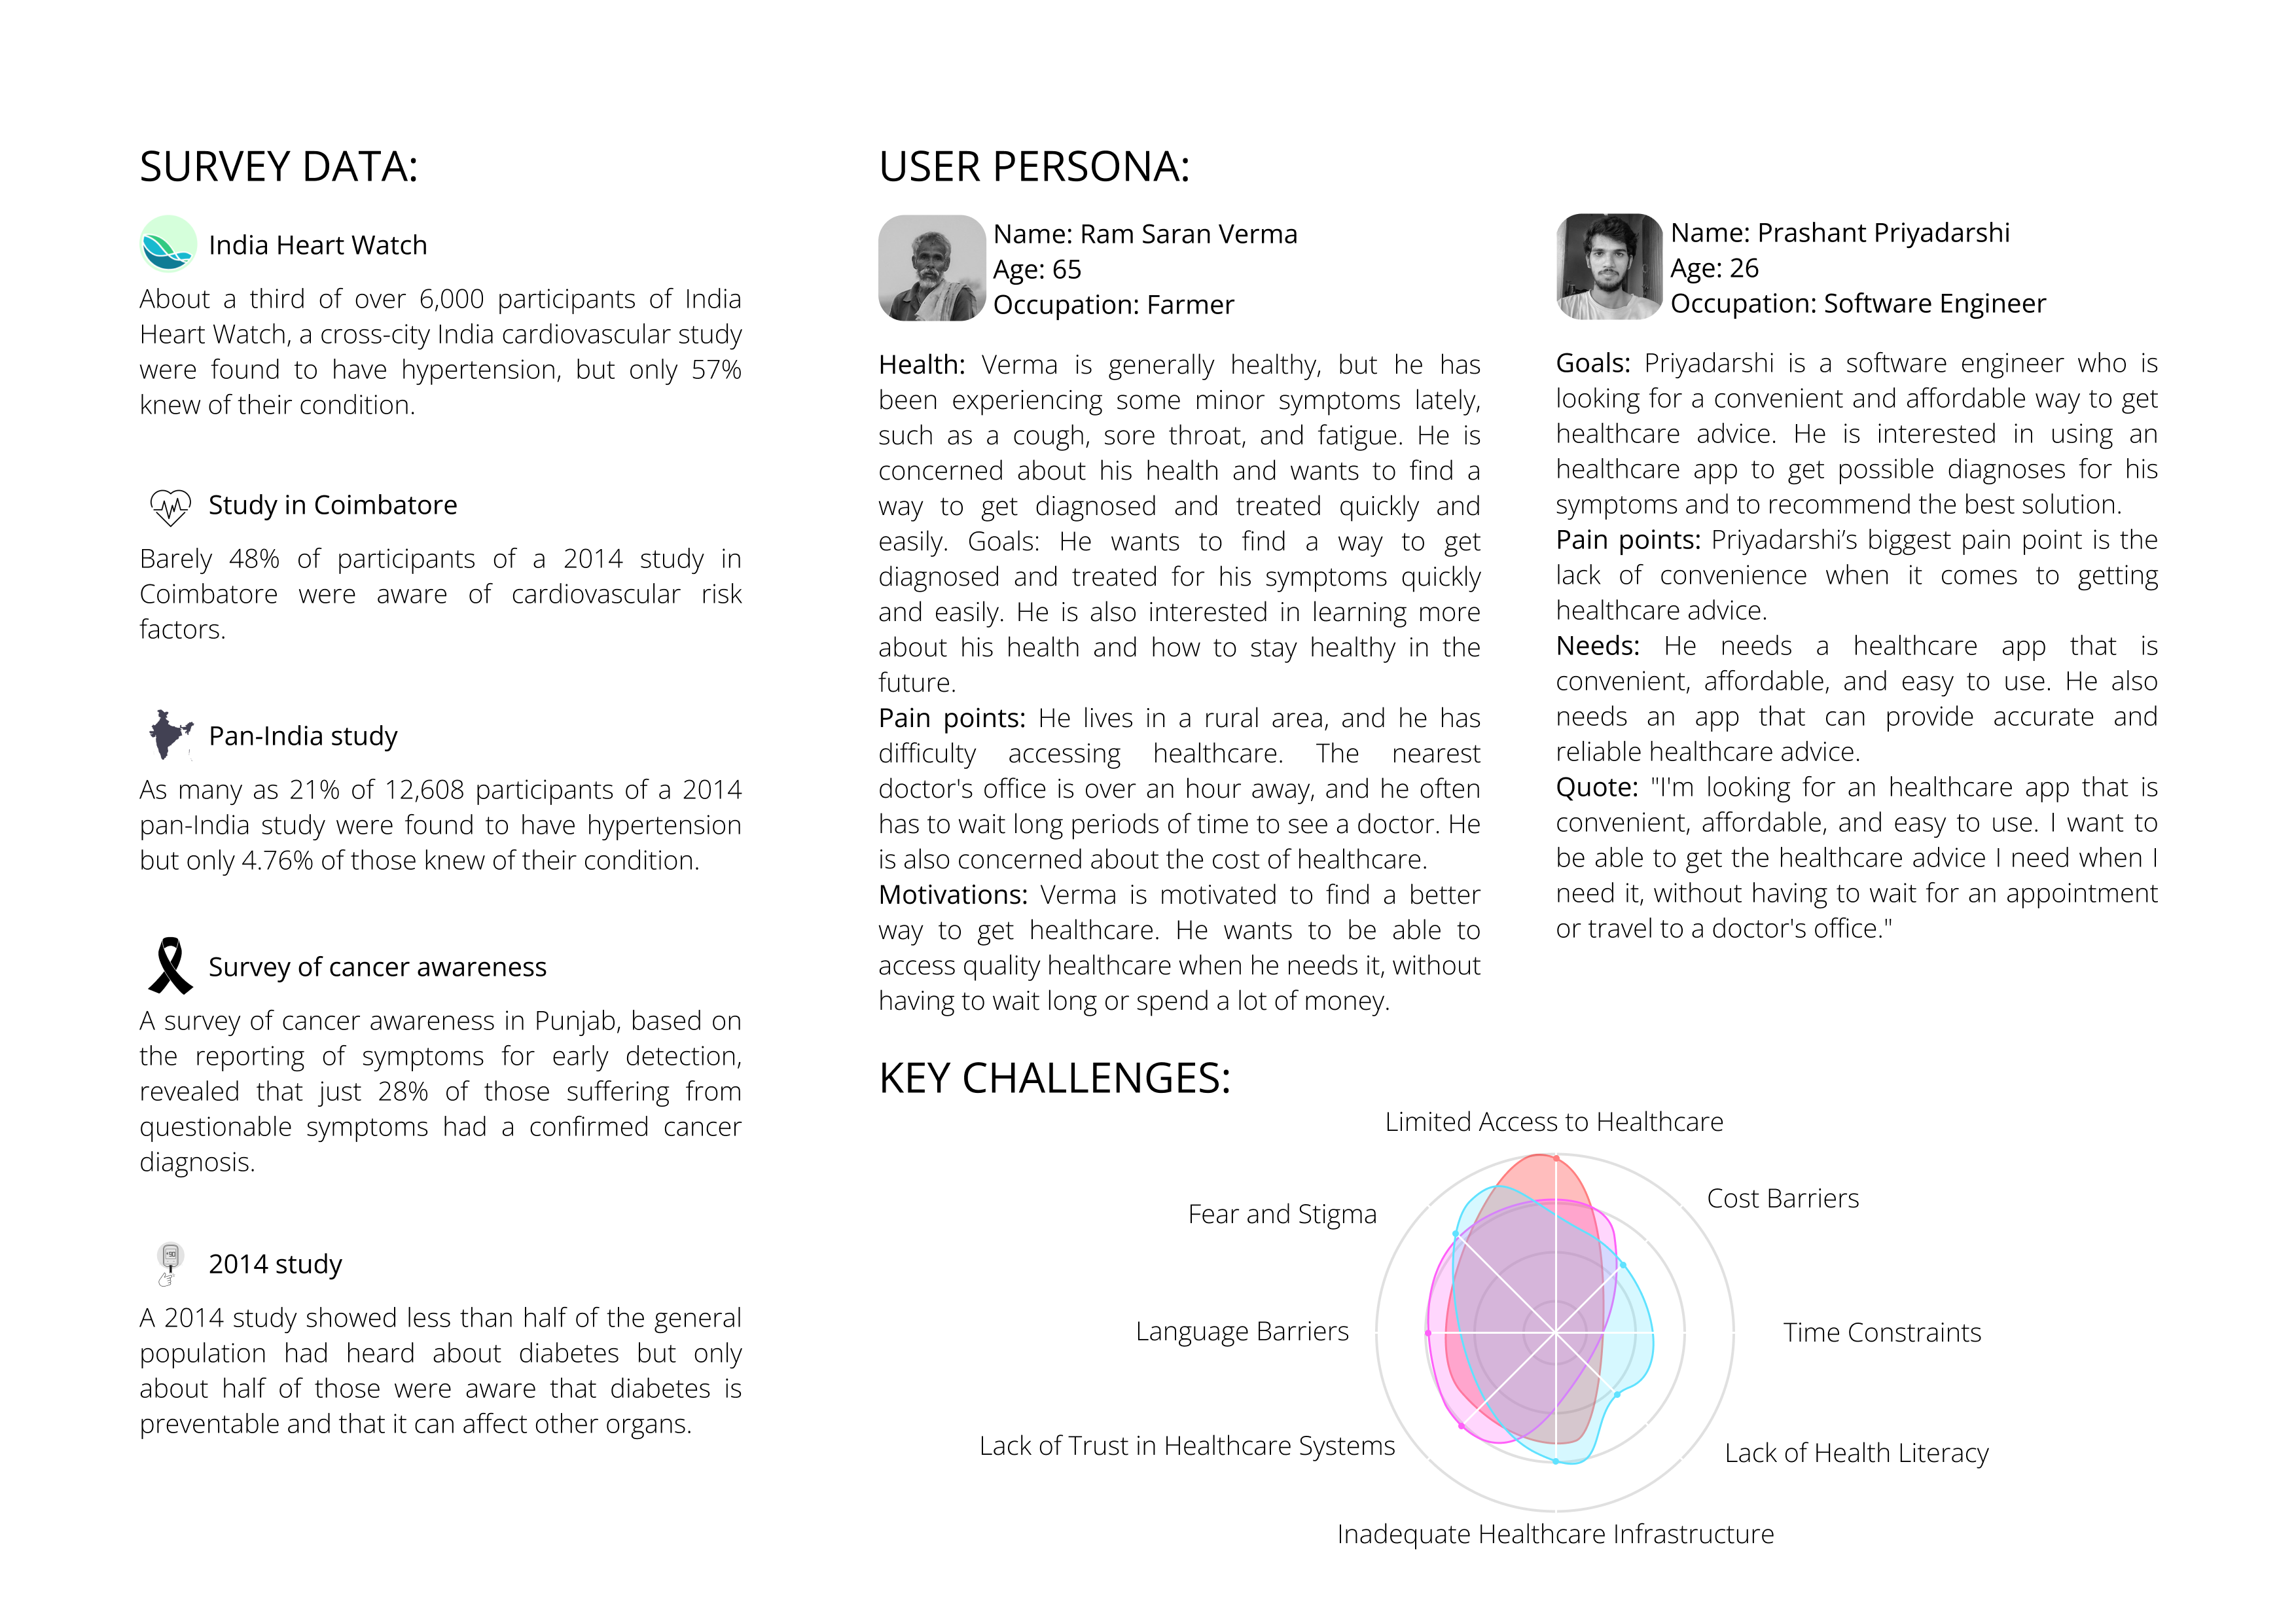 SURVEY DATA:
India Heart Watch
About a third of over 6,000 participants of India
Heart Watch, a cross-city India cardiovascular study
were found to have hypertension, but only 57%
knew of their condition.
Study in Coimbatore
Barely 48% of participants of a 2014 study in
Coimbatore were aware of cardiovascular risk
factors.
Pan-India study
As many as 21% of 12,608 participants of a 2014
pan-India study were found to have hypertension
but only 4.76% of those knew of their condition.
Survey of cancer awareness
A survey of cancer awareness in Punjab, based on
the reporting of symptoms for early detection,
revealed that just 28% of those suffering from
questionable symptoms had a confirmed cancer
diagnosis.
2014 study
A 2014 study showed less than half of the general
population had heard about diabetes but only
about half of those were aware that diabetes is
preventable and that it can affect other organs.
USER PERSONA:
Name: Ram Saran Verma
Age: 65
Occupation: Farmer
Health: Verma is generally healthy, but he has
been experiencing some minor symptoms lately,
such as a cough, sore throat, and fatigue. He is
concerned about his health and wants to find a
way to get diagnosed and treated quickly and
easily. Goals: He wants to find a way to get
diagnosed and treated for his symptoms quickly
and easily. He is also interested in learning more
about his health and how to stay healthy in the
future.
Pain points: He lives in a rural area, and he has
difficulty accessing healthcare. The nearest
doctor's office is over an hour away, and he often
has to wait long periods of time to see a doctor. He
is also concerned about the cost of healthcare.
Motivations: Verma is motivated to find a better
way to get healthcare. He wants to be able to
access quality healthcare when he needs it, without
having to wait long or spend a lot of money.
Name: Prashant Priyadarshi
Age: 26
Occupation: Software Engineer
Goals: Priyadarshi is a software engineer who is
looking for a convenient and affordable way to get
healthcare advice. He is interested in using an
healthcare app to get possible diagnoses for his
symptoms and to recommend the best solution.
Pain points: Priyadarshi’s biggest pain point is the
lack of convenience when it comes to getting
healthcare advice.
Needs: He needs a healthcare app that is
convenient, affordable, and easy to use. He also
needs an app that can provide accurate and
reliable healthcare advice.
Quote: "I'm looking for an healthcare app that is
convenient, affordable, and easy to use. I want to
be able to get the healthcare advice I need when I
need it, without having to wait for an appointment
or travel to a doctor's office."
KEY CHALLENGES:
Limited Access to Healthcare
Cost Barriers
Fear and Stigma
Language Barriers
Time Constraints
Lack of Trust in Healthcare Systems
Lack of Health Literacy
Inadequate Healthcare Infrastructure